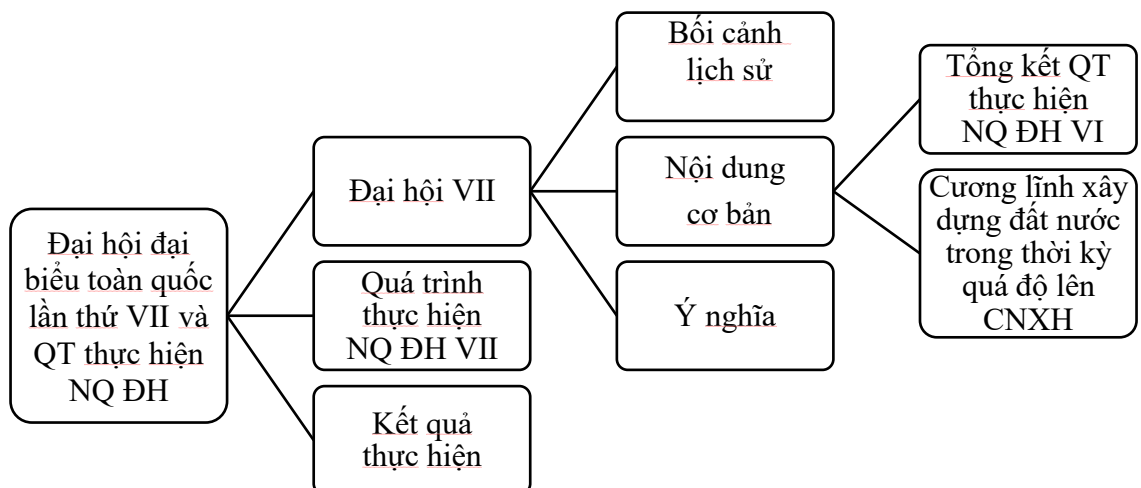 Đại hội đại
biểu toàn quốc
lần thứ VII và
QT thực hiện
NQ ĐH
Đại hội VII
Quá trình
thực hiện
NQ ĐH VII
Kết quả
thực hiện
Bối cảnh
lịch sử
Nội dung
cơ bản
Ý nghĩa
Tổng kết QT
thực hiện
NQ ĐH VI
Cương lĩnh xây
dựng đất nước
trong thời kỳ
quá độ lên
CNXH